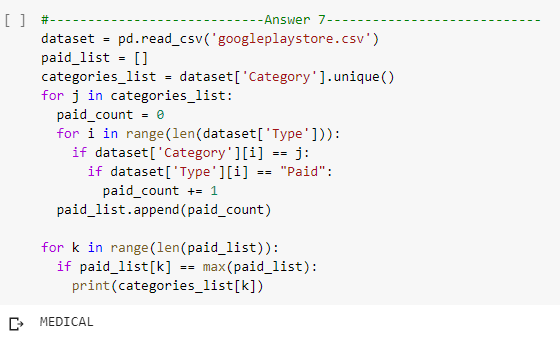 [ ] #----------------------------Answer 7----------------------------
dataset = pd.read_csv('googleplaystore.csv')
paid_list = []
categories_list = dataset['Category'].unique()
for j in categories_list:
  paid_count = 0
  for i in range(len(dataset['Type'])):
    if dataset['Category'][i] == j:
      if dataset['Type'][i] == "Paid":
        paid_count += 1
  paid_list.append(paid_count)

for k in range(len(paid_list)):
  if paid_list[k] == max(paid_list):
    print(categories_list[k])
MEDICAL